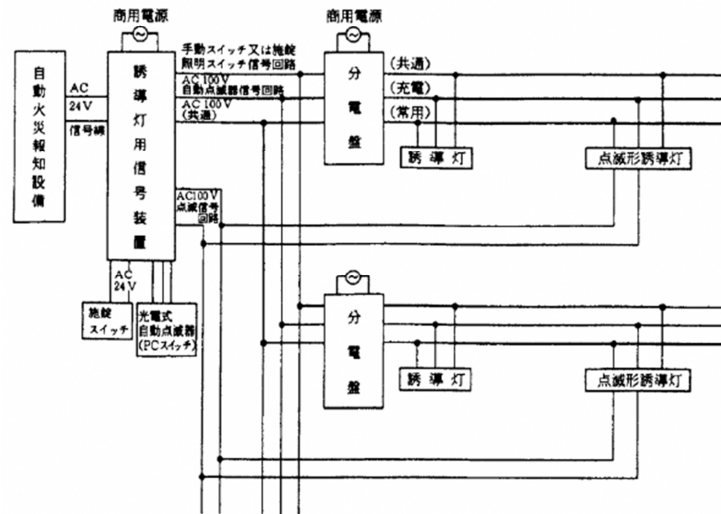 商用電源
商用電源
自動火災報知設備
AC
24V
信号線
誘導灯用信号装置
手動スイッチ又は施錠
照明スイッチ信号回路
AC 100V
自動点滅器信号回路
AC 100V
(共通)
AC100V
点滅信号
回路
AC
24V
施錠
スイッチ
光電式
自動点滅器
(PCスイッチ)
分電盤
(共通)
(充電)
(常用)
誘導灯
点滅形誘導灯
分電盤
誘導灯
点滅形誘導灯